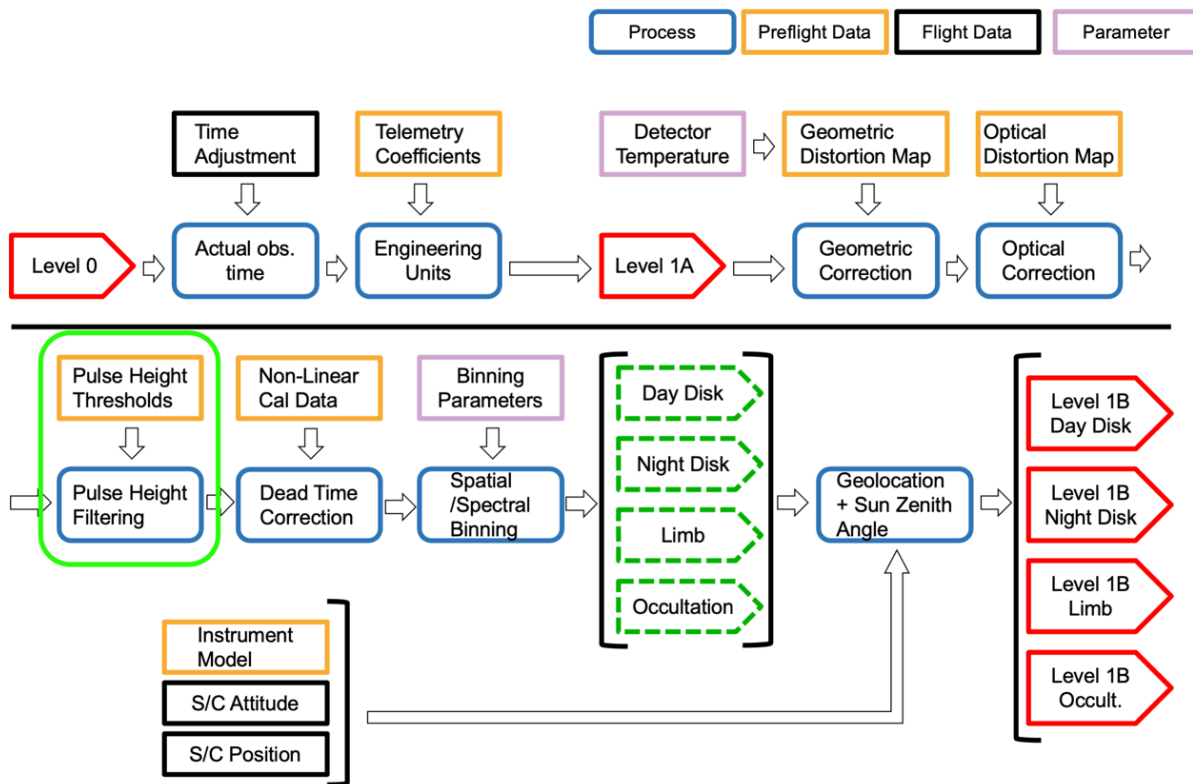 Process
Preflight Data
Flight Data
Parameter
Time
Adjustment
Telemetry
Coefficients
Detector
Temperature
Geometric
Distortion Map
Optical
Distortion Map
Level 0
Actual obs.
time
Engineering
Units
Level 1A
Geometric
Correction
Optical
Correction
Pulse Height
Thresholds
Non-Linear
Cal Data
Binning
Parameters
Pulse Height
Filtering
Dead Time
Correction
Spatial
/Spectral
Binning
Day Disk
Night Disk
Limb
Occultation
Geolocation
+ Sun Zenith
Angle
Level 1B
Day Disk
Level 1B
Night Disk
Level 1B
Limb
Level 1B
Occult.
Instrument
Model
S/C Attitude
S/C Position